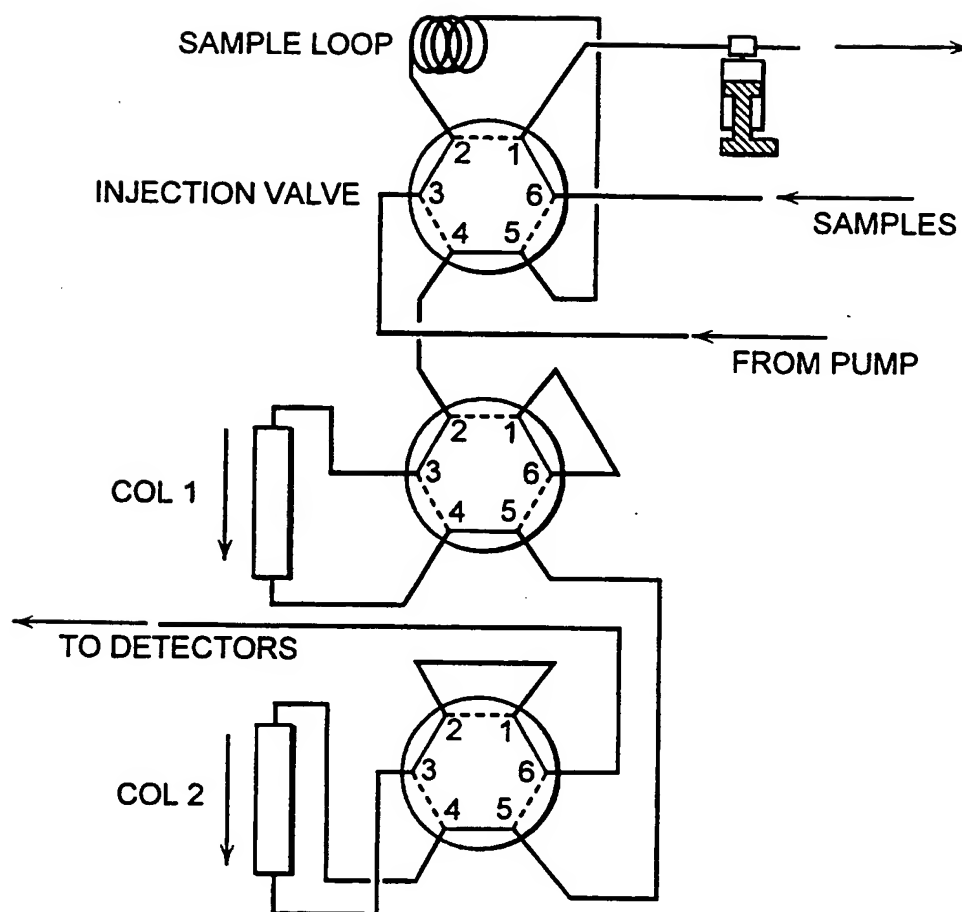 SAMPLE LOOP
INJECTION VALVE
2 1
3 6
4 5
SAMPLES
FROM PUMP
2 1
3 6
4 5
COL 1
TO DETECTORS
2 1
3 6
4 5
COL 2